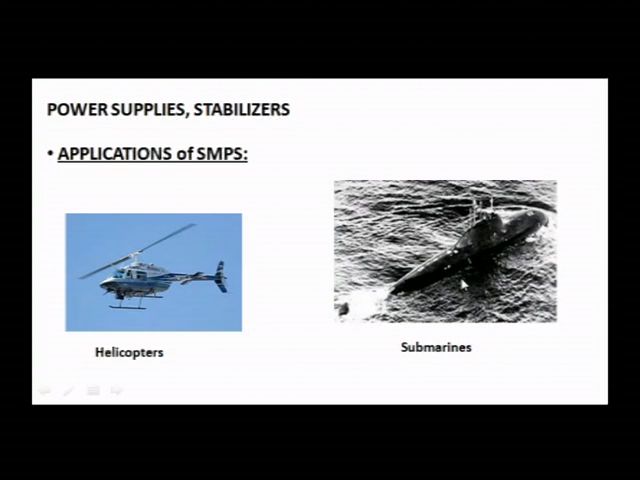 POWER SUPPLIES, STABILIZERS
• APPLICATIONS of SMPS:
Helicopters
Submarines